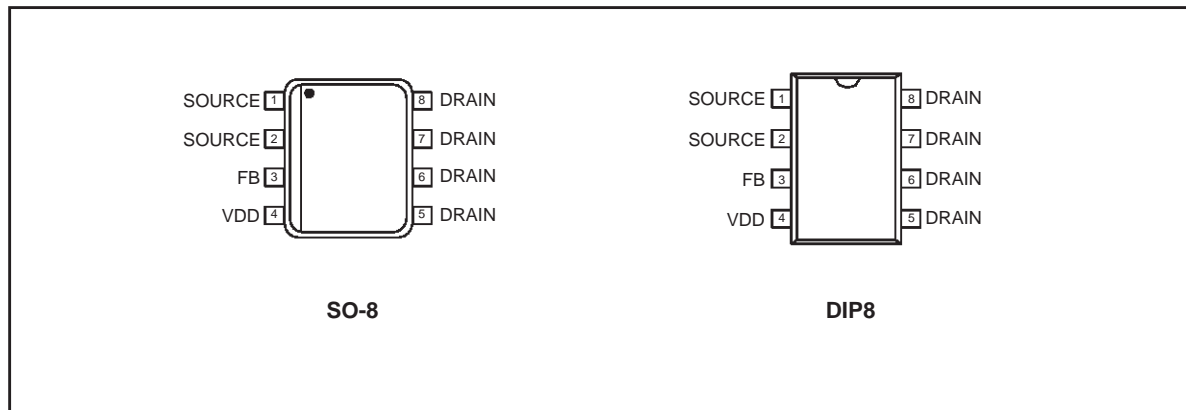 SOURCE 1 8 DRAIN
SOURCE 2 7 DRAIN
FB 3 6 DRAIN
VDD 4 5 DRAIN
SO-8
SOURCE 1 8 DRAIN
SOURCE 2 7 DRAIN
FB 3 6 DRAIN
VDD 4 5 DRAIN
DIP8